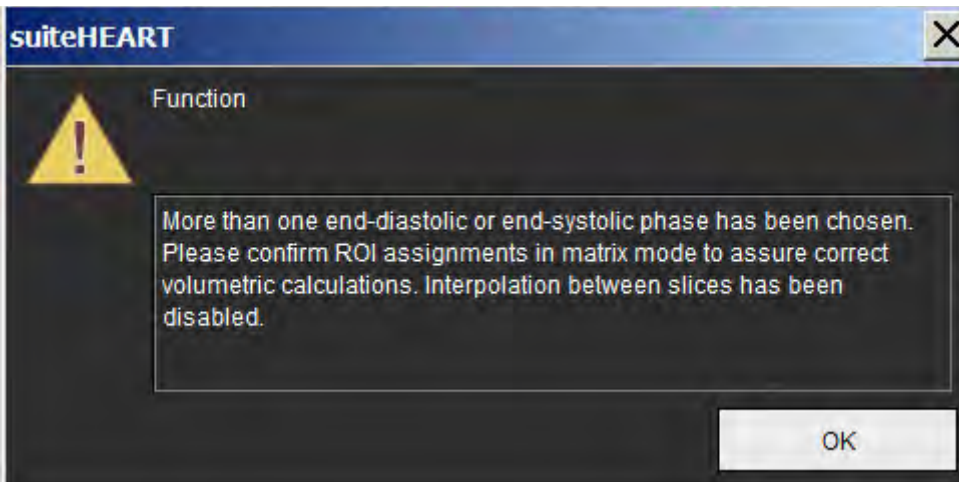 suiteHEART
Function
More than one end-diastolic or end-systolic phase has been chosen.
Please confirm ROI assignments in matrix mode to assure correct
volumetric calculations. Interpolation between slices has been
disabled.
OK